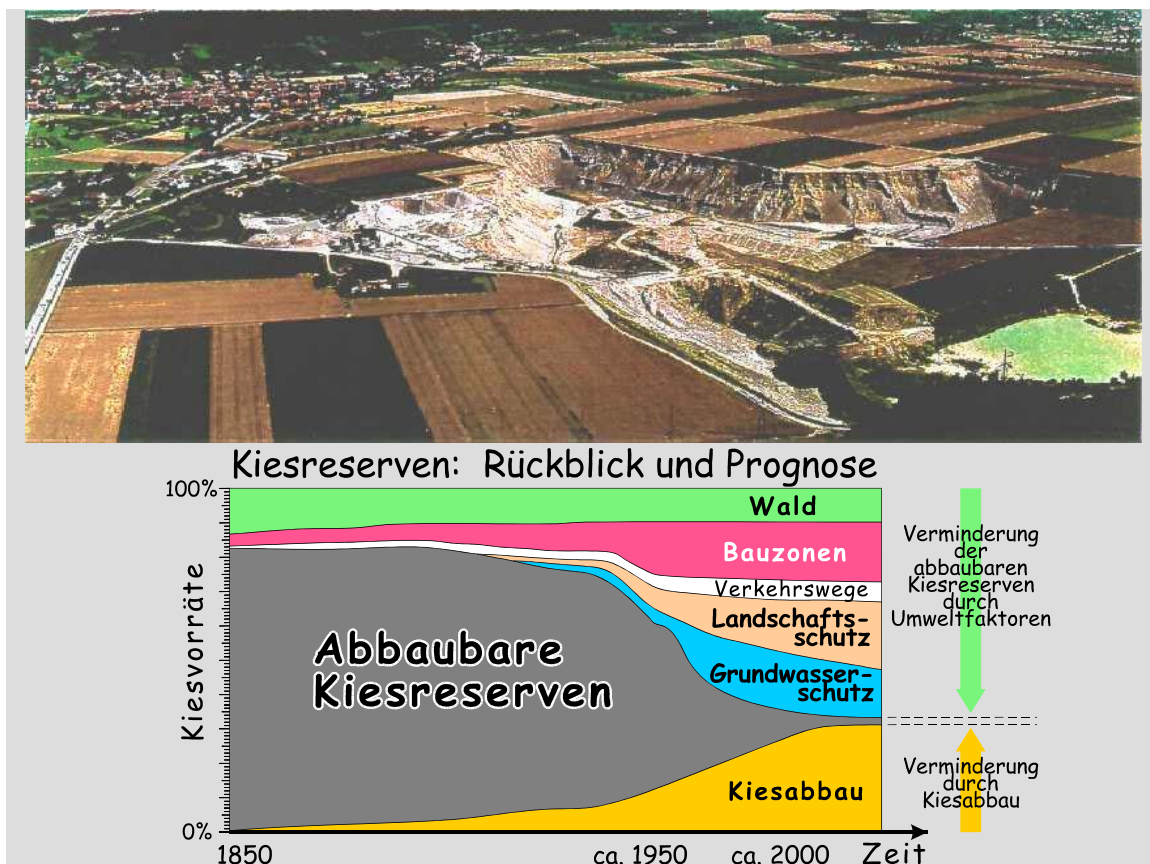 Kiesreserven: Rückblick und Prognose
100%
Wald
Bauzonen
Verkehrswege
Landschafts-
schutz
Grundwasser-
schutz
Abbaubare
Kiesreserven
Kiesabbau
Kiesvorräte
0%
1850
ca. 1950
ca. 2000
Zeit
Verminderung
der
abbaubaren
Kiesreserven
durch
Umweltfaktoren
Verminderung
durch
Kiesabbau